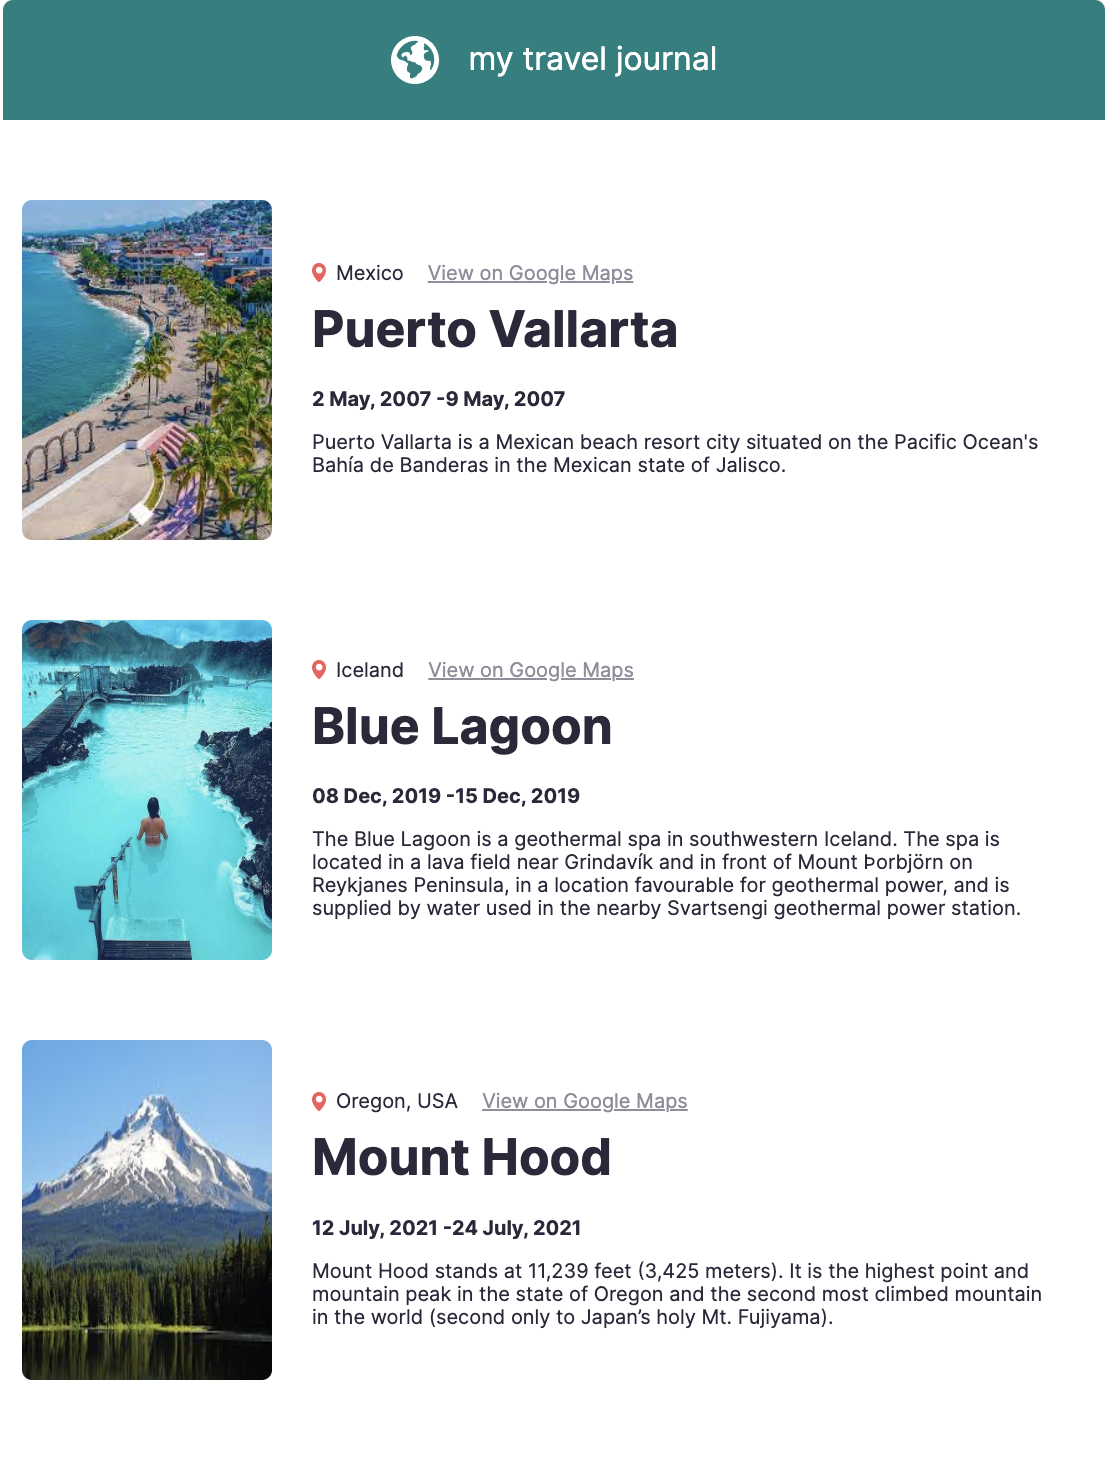 my travel journal
Mexico View on Google Maps
Puerto Vallarta
2 May, 2007 -9 May, 2007
Puerto Vallarta is a Mexican beach resort city situated on the Pacific Ocean's
Bahía de Banderas in the Mexican state of Jalisco.
Iceland View on Google Maps
Blue Lagoon
08 Dec, 2019 -15 Dec, 2019
The Blue Lagoon is a geothermal spa in southwestern Iceland. The spa is
located in a lava field near Grindavík and in front of Mount Þorbjörn on
Reykjanes Peninsula, in a location favourable for geothermal power, and is
supplied by water used in the nearby Svartsengi geothermal power station.
Oregon, USA View on Google Maps
Mount Hood
12 July, 2021 -24 July, 2021
Mount Hood stands at 11,239 feet (3,425 meters). It is the highest point and
mountain peak in the state of Oregon and the second most climbed mountain
in the world (second only to Japan’s holy Mt. Fujiyama).